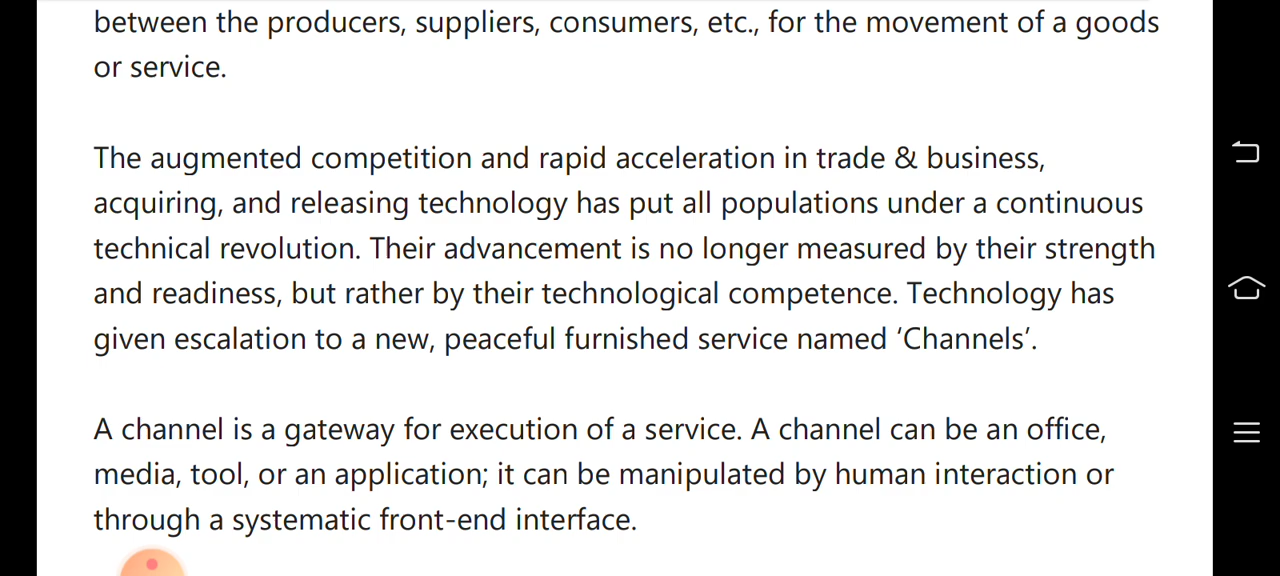 between the producers, suppliers, consumers, etc., for the movement of a goods
or service.
The augmented competition and rapid acceleration in trade & business,
acquiring, and releasing technology has put all populations under a continuous
technical revolution. Their advancement is no longer measured by their strength
and readiness, but rather by their technological competence. Technology has
given escalation to a new, peaceful furnished service named ‘Channels’.
A channel is a gateway for execution of a service. A channel can be an office,
media, tool, or an application; it can be manipulated by human interaction or
through a systematic front-end interface.